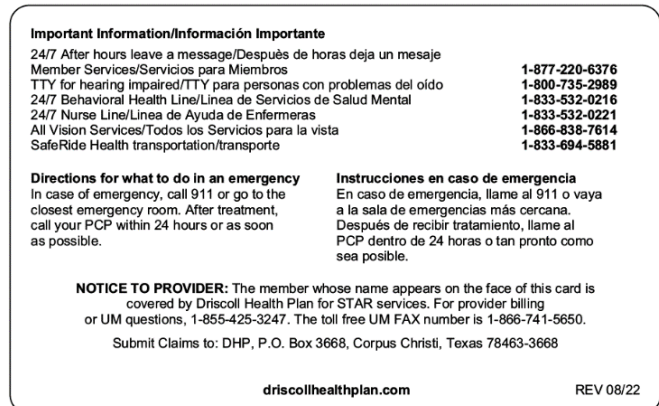 Important Information/Información Importante
24/7 After hours leave a message/Despuès de horas deja un mesaje
Member Services/Servicios para Miembros 1-877-220-6376
TTY for hearing impaired/TTY para personas con problemas del oído 1-800-735-2989
24/7 Behavioral Health Line/Linea de Servicios de Salud Mental 1-833-532-0216
24/7 Nurse Line/Linea de Ayuda de Enfermeras 1-833-532-0221
All Vision Services/Todos los Servicios para la vista 1-866-838-7614
SafeRide Health transportation/transporte 1-833-694-5881
Directions for what to do in an emergency
In case of emergency, call 911 or go to the
closest emergency room. After treatment,
call your PCP within 24 hours or as soon
as possible.
Instrucciones en caso de emergencia
En caso de emergencia, llame al 911 o vaya
a la sala de emergencias más cercana.
Después de recibir tratamiento, llame al
PCP dentro de 24 horas o tan pronto como
sea posible.
NOTICE TO PROVIDER: The member whose name appears on the face of this card is
covered by Driscoll Health Plan for STAR services. For provider billing
or UM questions, 1-855-425-3247. The toll free UM FAX number is 1-866-741-5650.
Submit Claims to: DHP, P.O. Box 3668, Corpus Christi, Texas 78463-3668
driscollhealthplan.com REV 08/22